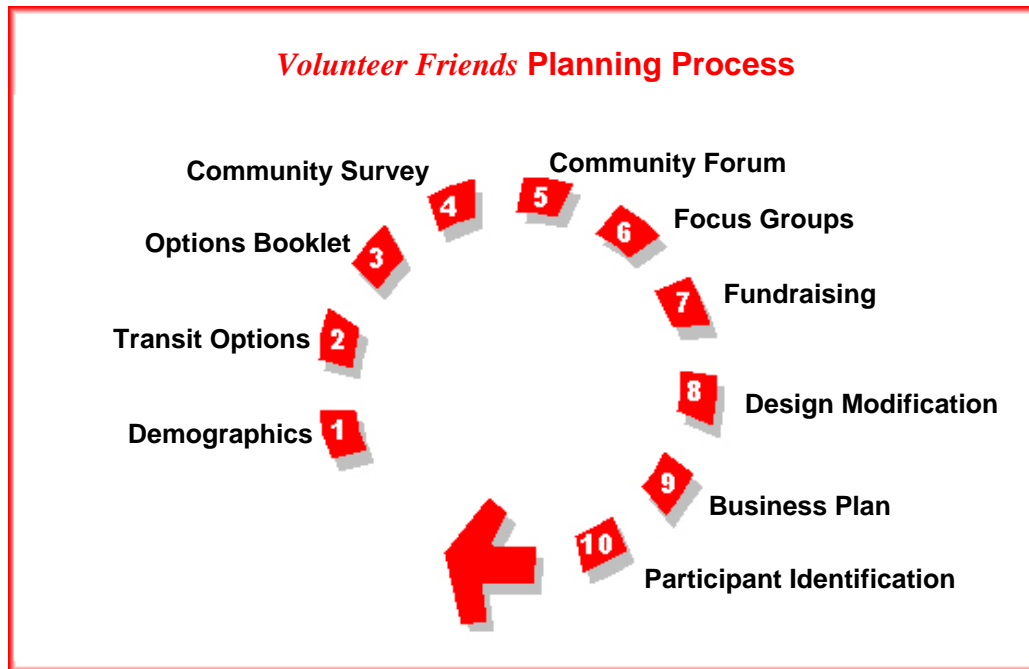 Volunteer Friends Planning Process
1
Demographics
2
Transit Options
3
Options Booklet
4
Community Survey
5
Community Forum
6
Focus Groups
7
Fundraising
8
Design Modification
9
Business Plan
10
Participant Identification